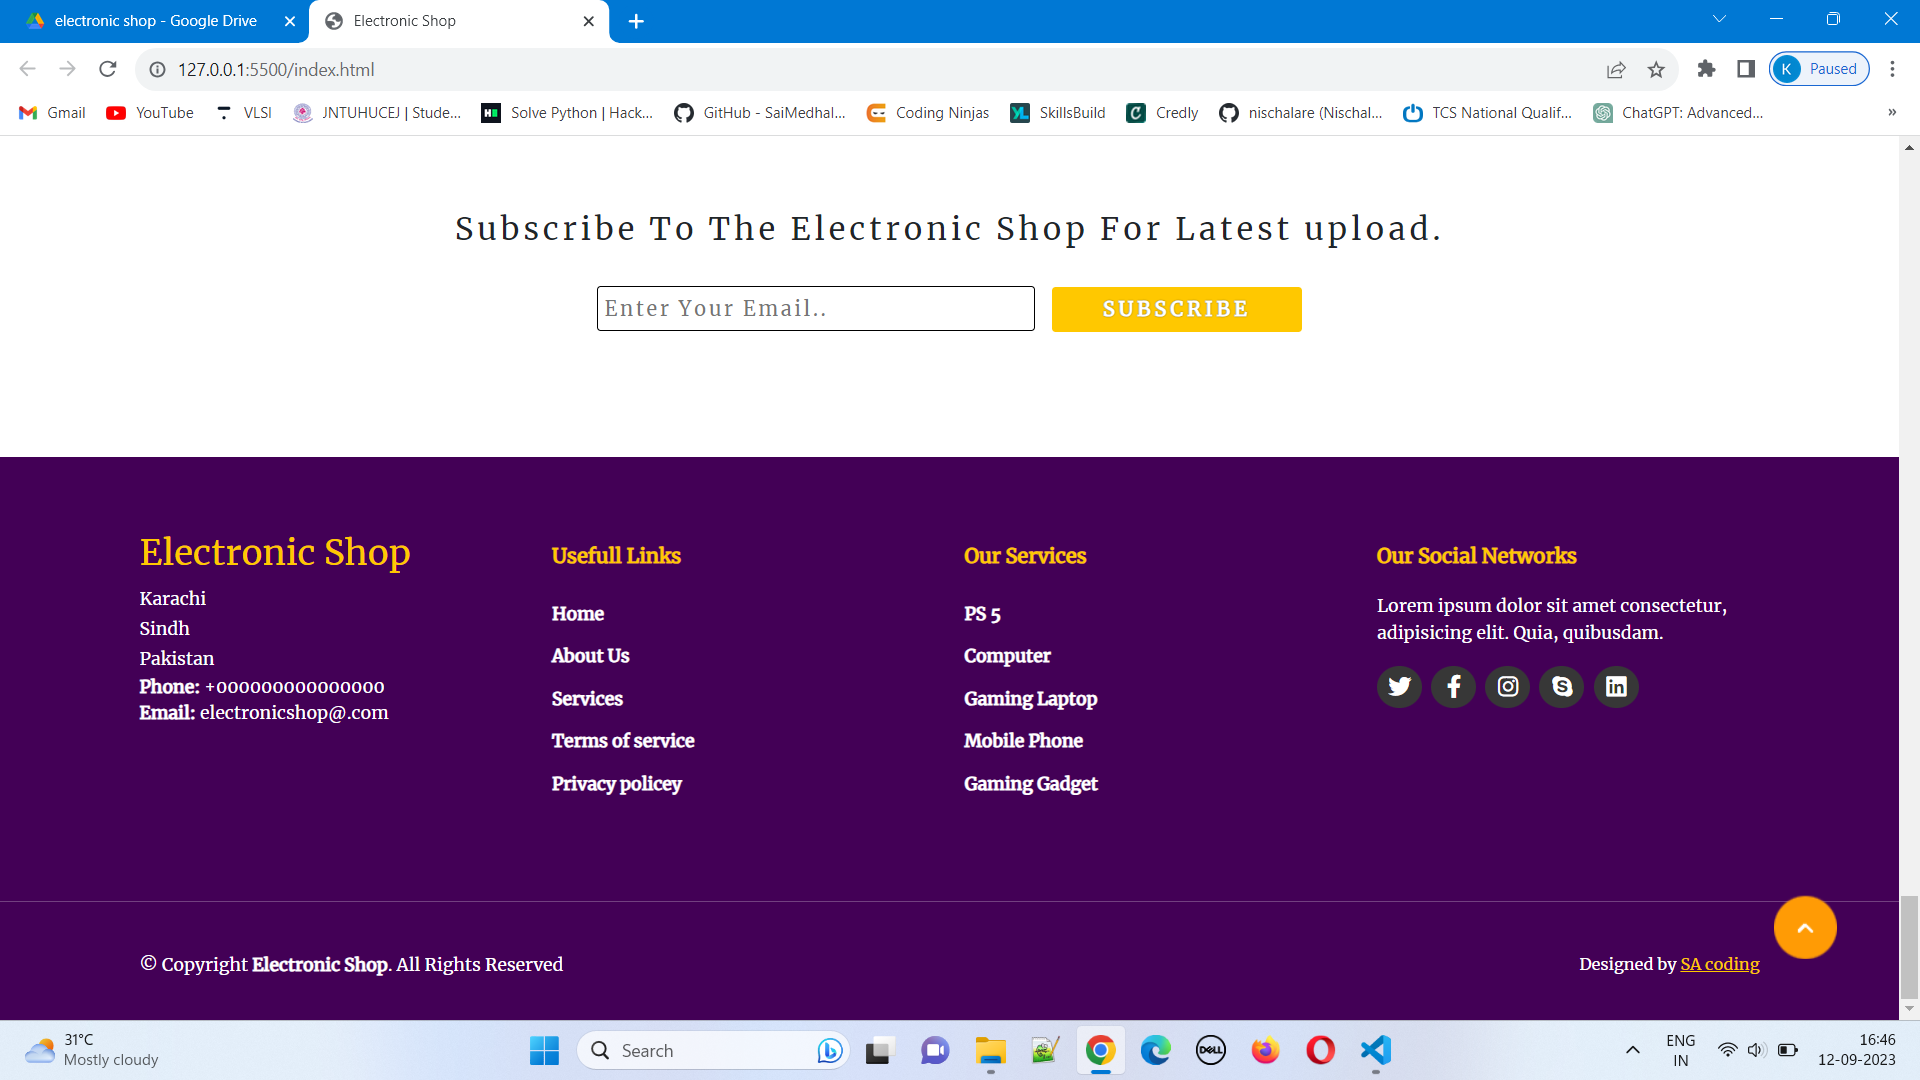 electronic shop - Google Drive
Electronic Shop
127.0.0.1:5500/index.html
K Paused
Gmail
YouTube
VLSI
JNTUHUCEJ | Stude...
Solve Python | Hack...
GitHub - SaiMedhal...
Coding Ninjas
SkillsBuild
Credly
nischalare (Nischal...
TCS National Qualif...
ChatGPT: Advanced...
»
Subscribe To The Electronic Shop For Latest upload.
Enter Your Email..
SUBSCRIBE
Electronic Shop
Karachi
Sindh
Pakistan
Phone: +000000000000000
Email: electronicshop@.com
Usefull Links
Home
About Us
Services
Terms of service
Privacy policey
Our Services
PS 5
Computer
Gaming Laptop
Mobile Phone
Gaming Gadget
Our Social Networks
Lorem ipsum dolor sit amet consectetur,
adipisicing elit. Quia, quibusdam.
© Copyright Electronic Shop. All Rights Reserved
Designed by SA coding
31°C
Mostly cloudy
Search
DELL
ENG
IN
16:46
12-09-2023